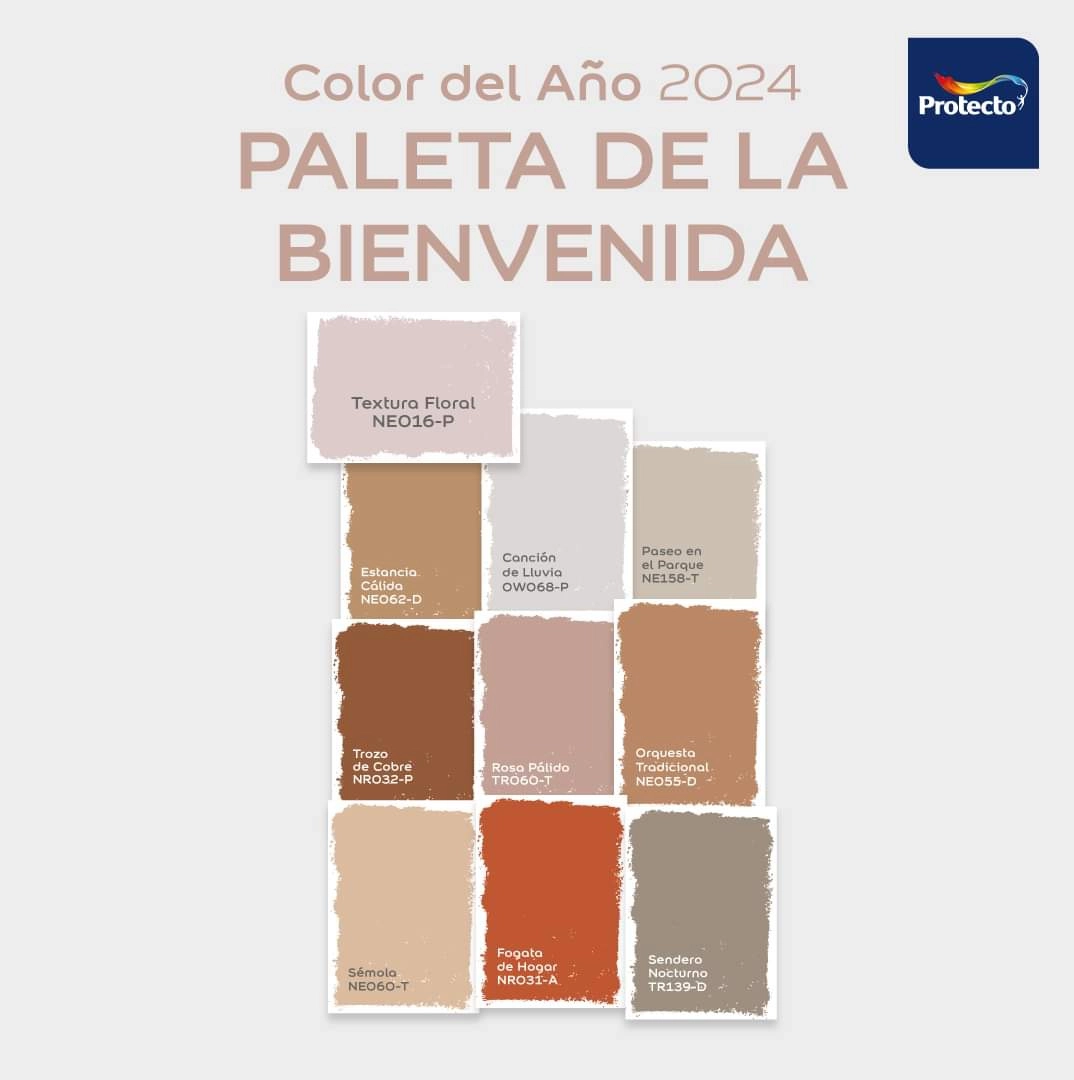 Color del Año 2024
PALETA DE LA
BIENVENIDA
Protecto
Textura Floral
NE016-P
Estancia
Cálida
NE062-D
Canción
de Lluvia
OW068-P
Paseo en
el Parque
NE158-T
Trozo
de Cobre
NR032-P
Rosa Pálido
TR060-T
Orquesta
Tradicional
NE055-D
Sémola
NE060-T
Fogata
de Hogar
NR031-A
Sendero
Nocturno
TR139-D